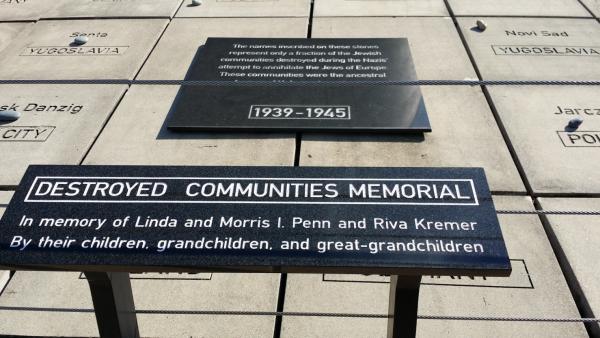 Senta
YUGOSLAVIA
Novi Sad
YUGOSLAVIA
The names inscribed on these stones
represent only a fraction of the Jewish
communities destroyed during the Nazis'
attempt to annihilate the Jews of Europe.
These communities were the ancestral
1939-1945
Danzig
CITY
DESTROYED COMMUNITIES MEMORIAL
In memory of Linda and Morris I. Penn and Riva Kremer
By their children, grandchildren, and great-grandchildren